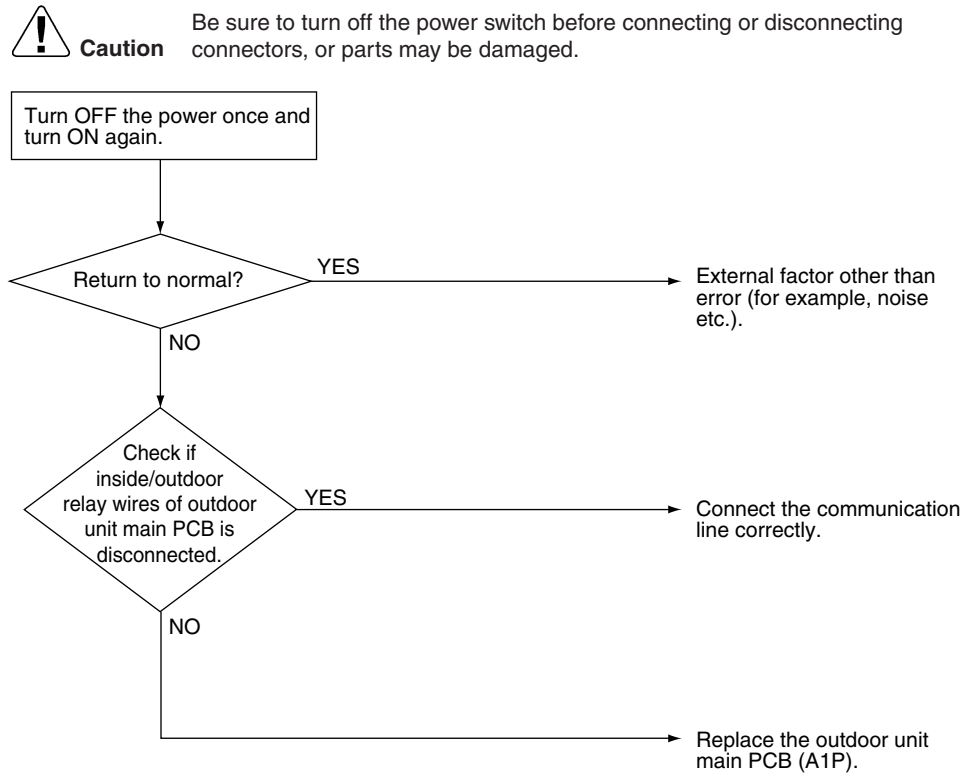 Caution
Be sure to turn off the power switch before connecting or disconnecting
connectors, or parts may be damaged.
Turn OFF the power once and
turn ON again.
Return to normal?
YES
External factor other than
error (for example, noise
etc.).
NO
Check if
inside/outdoor
relay wires of outdoor
unit main PCB is
disconnected.
YES
Connect the communication
line correctly.
NO
Replace the outdoor unit
main PCB (A1P).